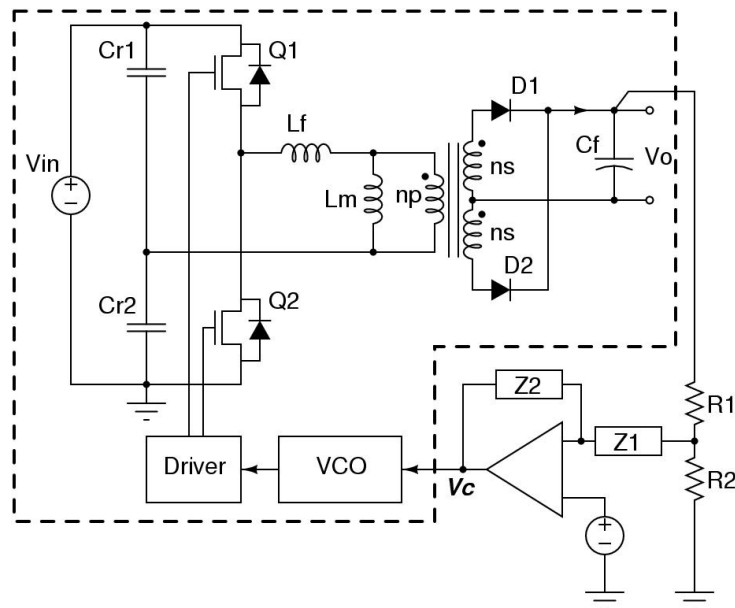 Cr1
Q1
D1
Lf
Cf
Vo
Vin
+
−
Lm
np
ns
ns
D2
Cr2
Q2
Z2
R1
Z1
Driver
VCO
Vc
R2
+
−